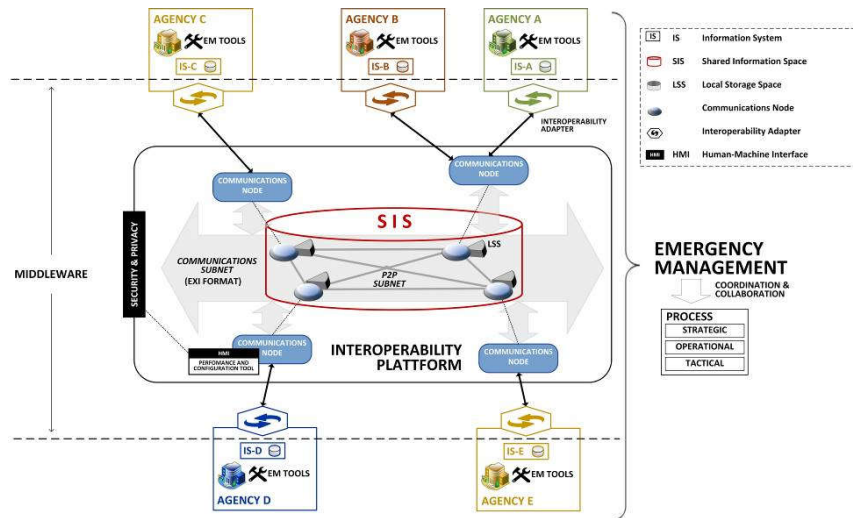 AGENCY C
EM TOOLS
IS-C
AGENCY B
EM TOOLS
IS-B
AGENCY A
EM TOOLS
IS-A
IS
IS
Information System
SIS
Shared Information Space
LSS
Local Storage Space
Communications Node
Interoperability Adapter
HMI
HMI
Human-Machine Interface
INTEROPERABILITY
ADAPTER
COMMUNICATIONS
NODE
COMMUNICATIONS
NODE
SIS
LSS
MIDDLEWARE
SECURITY & PRIVACY
COMMUNICATIONS
SUBNET
(EXI FORMAT)
P2P
SUBNET
EMERGENCY
MANAGEMENT
COORDINATION &
COLLABORATION
PROCESS
STRATEGIC
OPERATIONAL
TACTICAL
COMMUNICATIONS
NODE
HMI
PERFOMANCE AND
CONFIGURATION TOOL
INTEROPERABILITY
PLATTFORM
COMMUNICATIONS
NODE
IS-D
EM TOOLS
AGENCY D
IS-E
EM TOOLS
AGENCY E